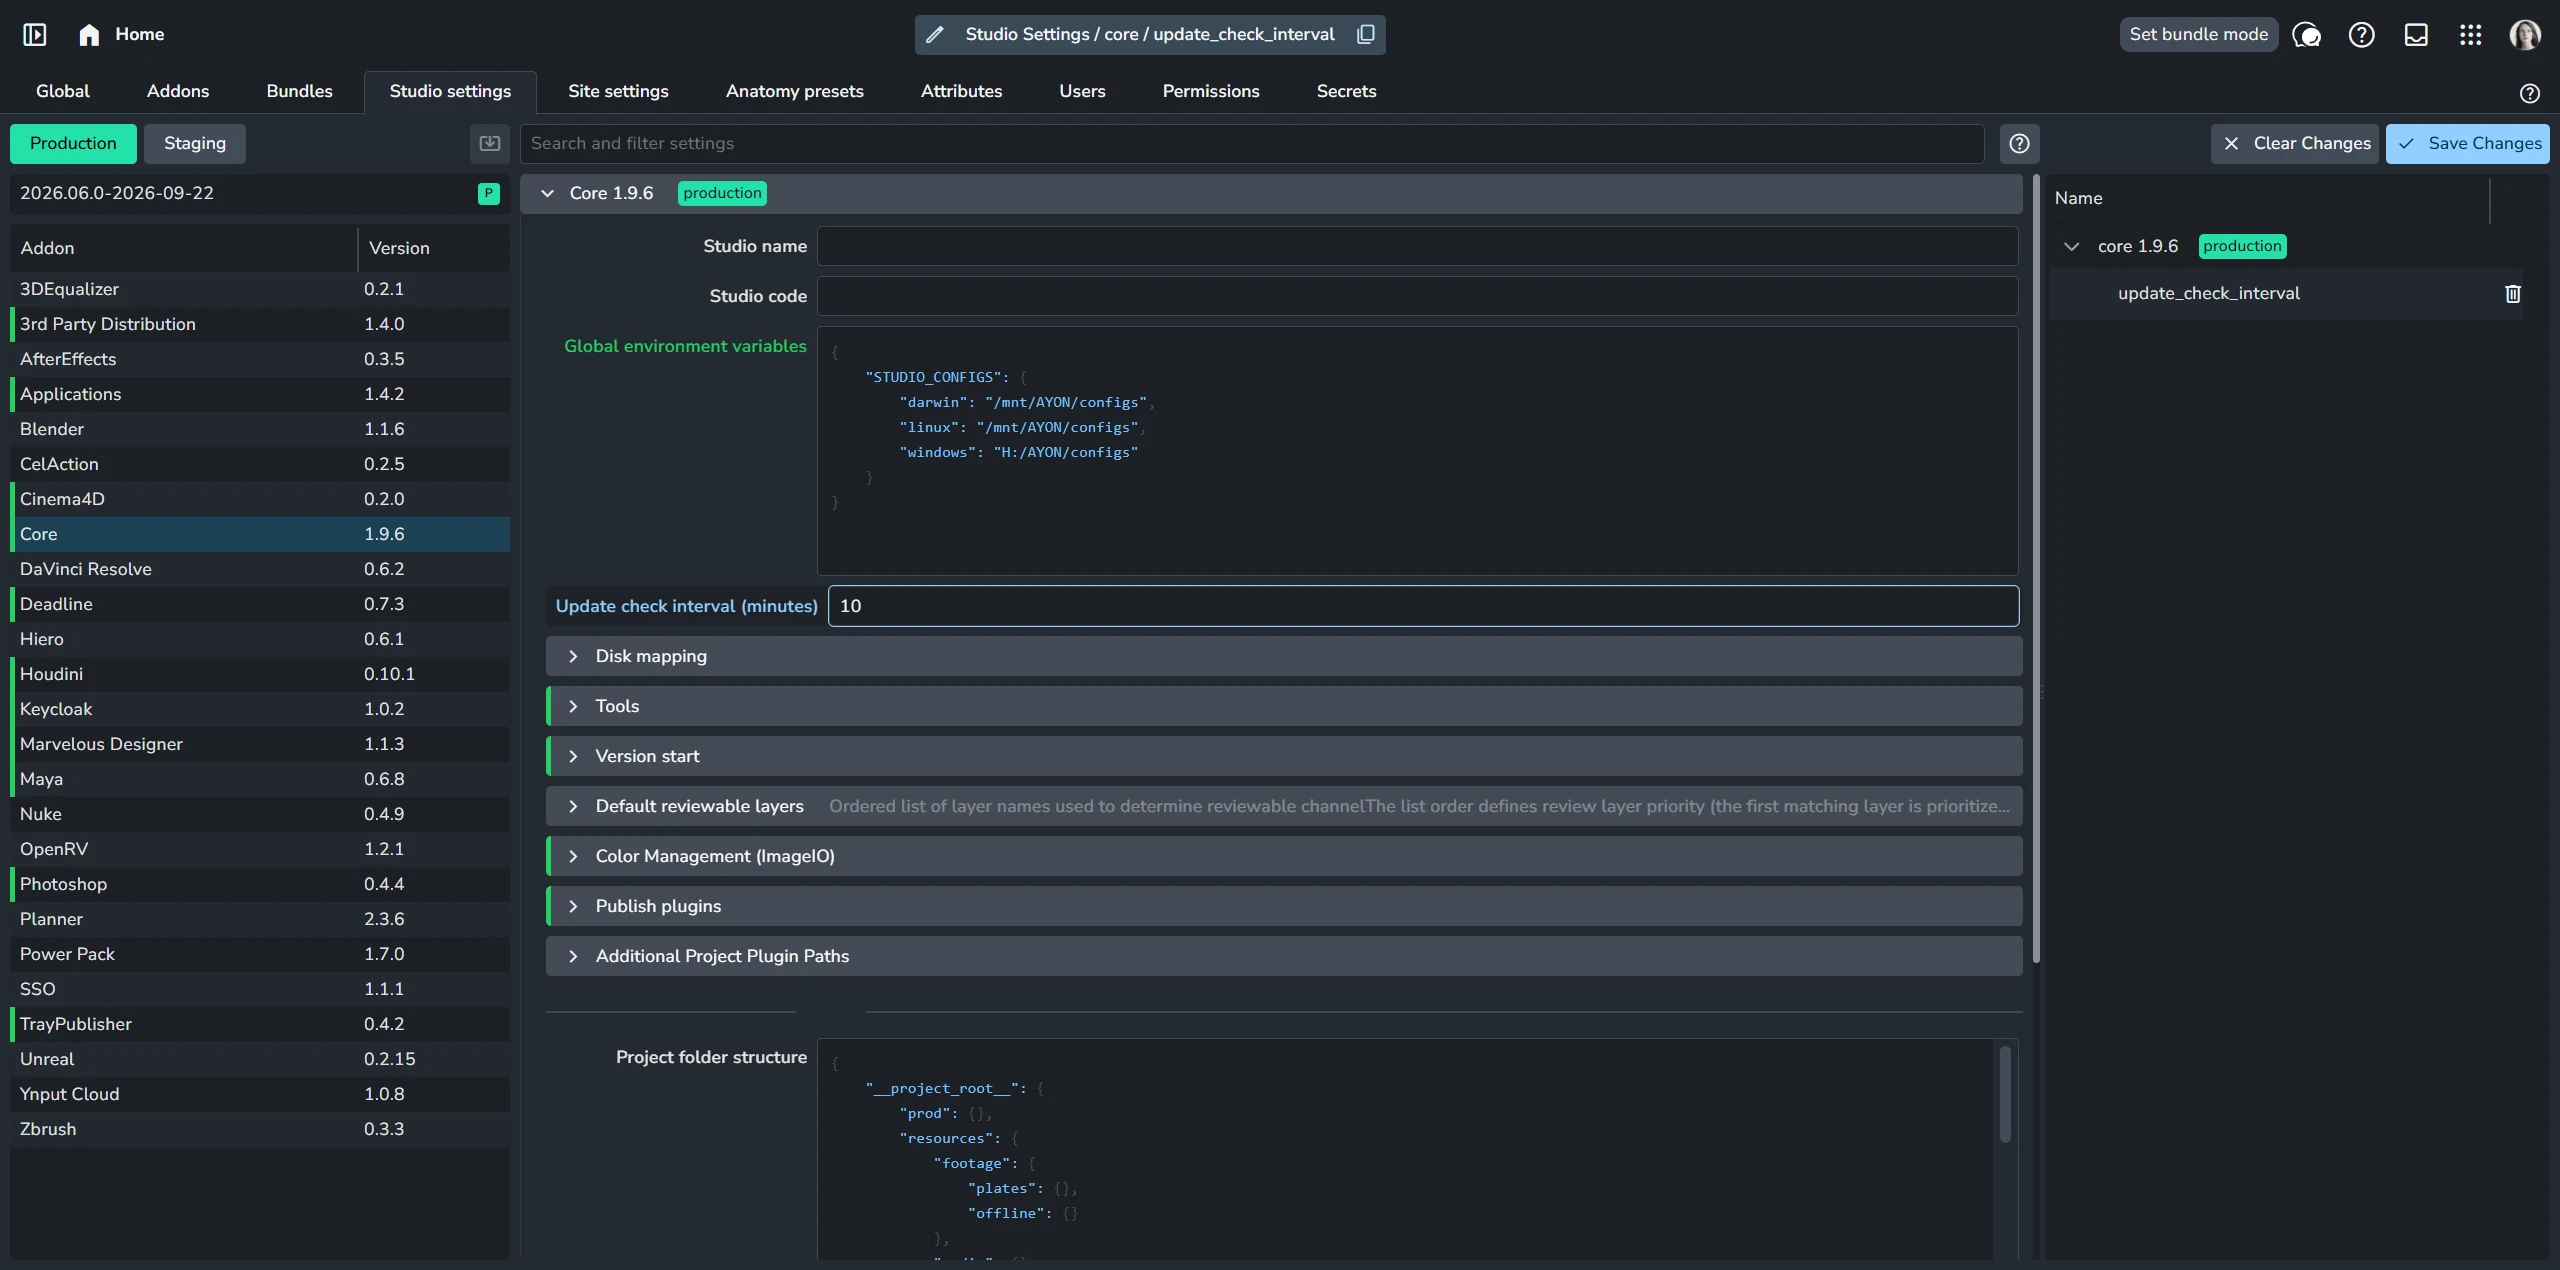 Home
Studio Settings / core / update_check_interval
Set bundle mode
Global
Addons
Bundles
Studio settings
Site settings
Anatomy presets
Attributes
Users
Permissions
Secrets
Production
Staging
Search and filter settings
Clear Changes
Save Changes
2026.06.0-2026-09-22
P
Addon Version
3DEqualizer 0.2.1
3rd Party Distribution 1.4.0
AfterEffects 0.3.5
Applications 1.4.2
Blender 1.1.6
CelAction 0.2.5
Cinema4D 0.2.0
Core 1.9.6
DaVinci Resolve 0.6.2
Deadline 0.7.3
Hiero 0.6.1
Houdini 0.10.1
Keycloak 1.0.2
Marvelous Designer 1.1.3
Maya 0.6.8
Nuke 0.4.9
OpenRV 1.2.1
Photoshop 0.4.4
Planner 2.3.6
Power Pack 1.7.0
SSO 1.1.1
TrayPublisher 0.4.2
Unreal 0.2.15
Ynput Cloud 1.0.8
Zbrush 0.3.3
Core 1.9.6 production
Studio name
Studio code
Global environment variables
{
"STUDIO_CONFIGS": {
"darwin": "/mnt/AYON/configs",
"linux": "/mnt/AYON/configs",
"windows": "H:/AYON/configs"
}
}
Update check interval (minutes) 10
Disk mapping
Tools
Version start
Default reviewable layers Ordered list of layer names used to determine reviewable channelThe list order defines review layer priority (the first matching layer is prioritize...
Color Management (ImageIO)
Publish plugins
Additional Project Plugin Paths
Project folder structure
{
"__project_root__": {
"prod": {},
"resources": {
"footage": {
"plates": {},
"offline": {}
},
Name
core 1.9.6 production
update_check_interval